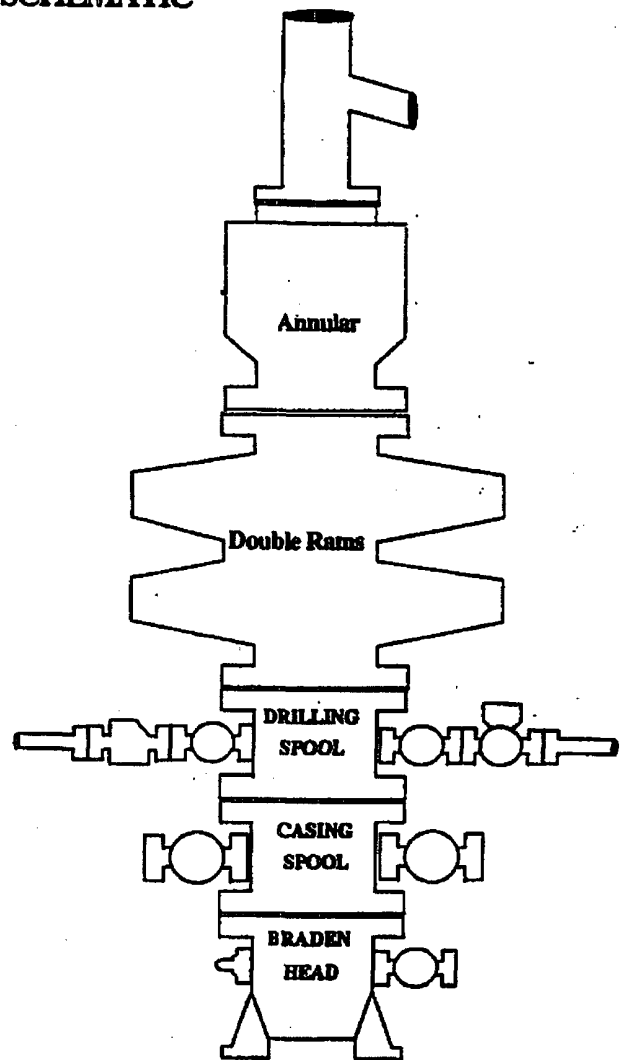 SCHEMATIC
Annular
Double Rams
DRILLING
SPOOL
CASING
SPOOL
BRADEN
HEAD